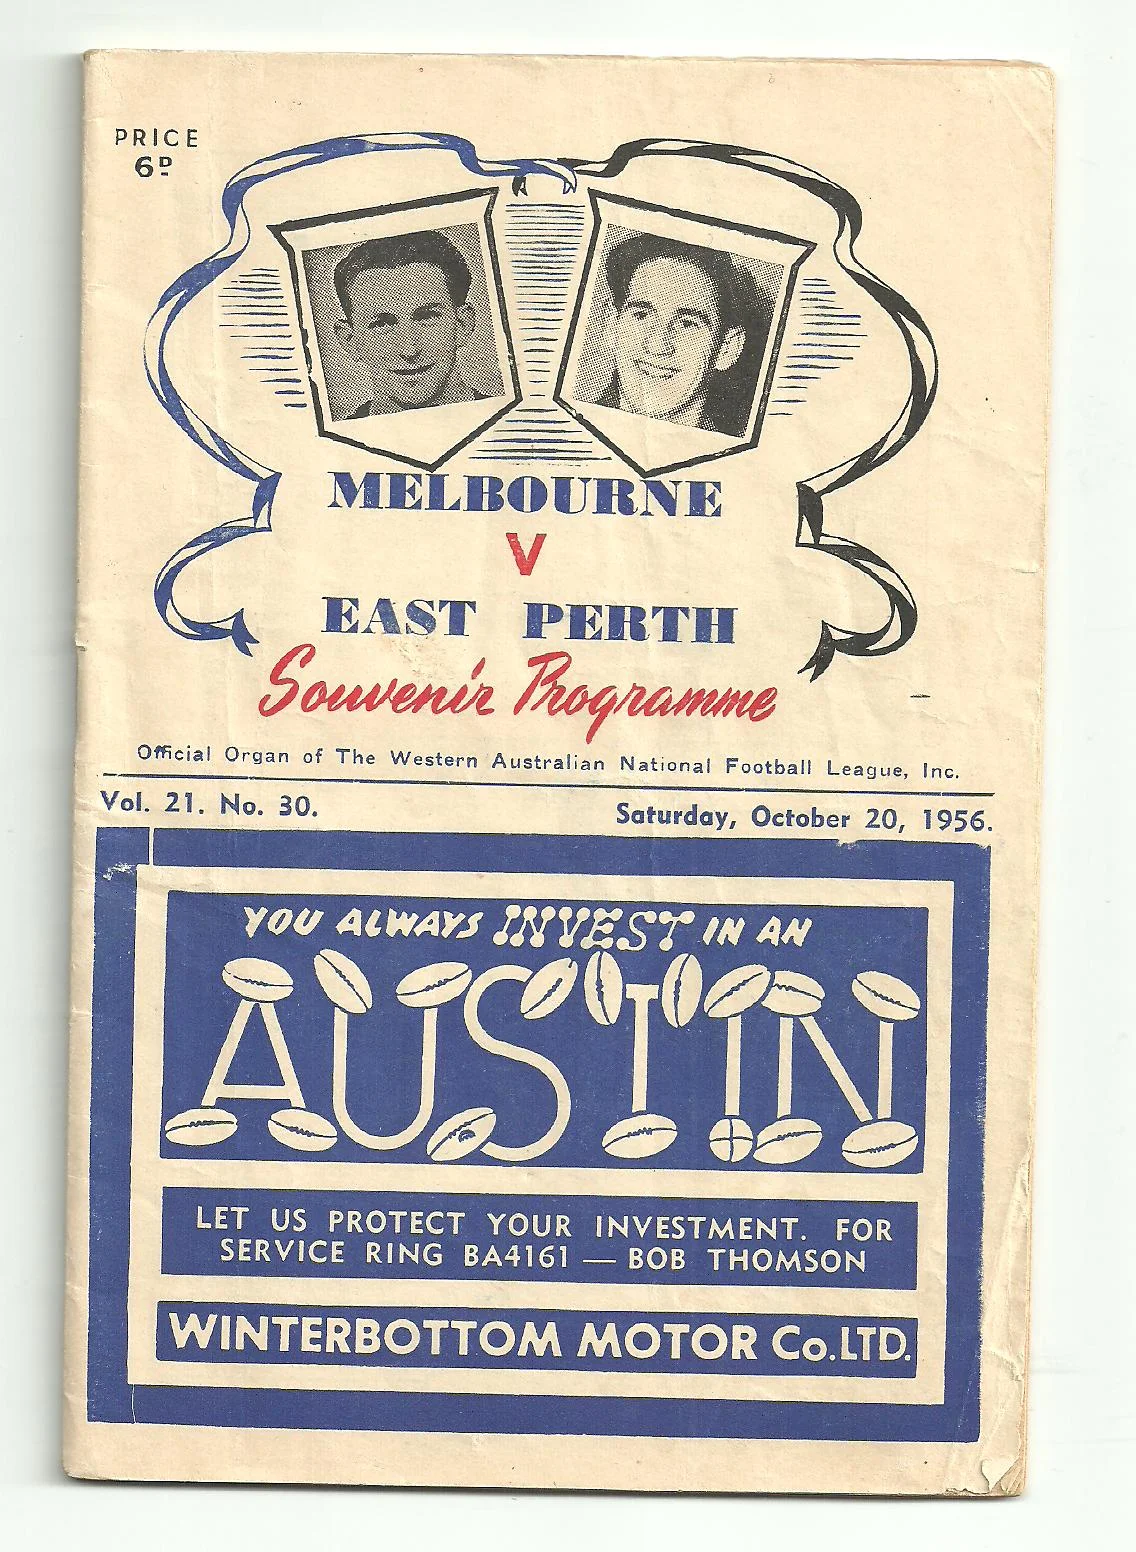 PRICE
6D
MELBOURNE
V
EAST PERTH
Souvenir Programme
Official Organ of The Western Australian National Football League, Inc.
Vol. 21. No. 30.
Saturday, October 20, 1956.
YOU ALWAYS INVEST IN AN
AUSTIN
LET US PROTECT YOUR INVESTMENT. FOR
SERVICE RING BA4161 — BOB THOMSON
WINTERBOTTOM MOTOR Co. LTD.